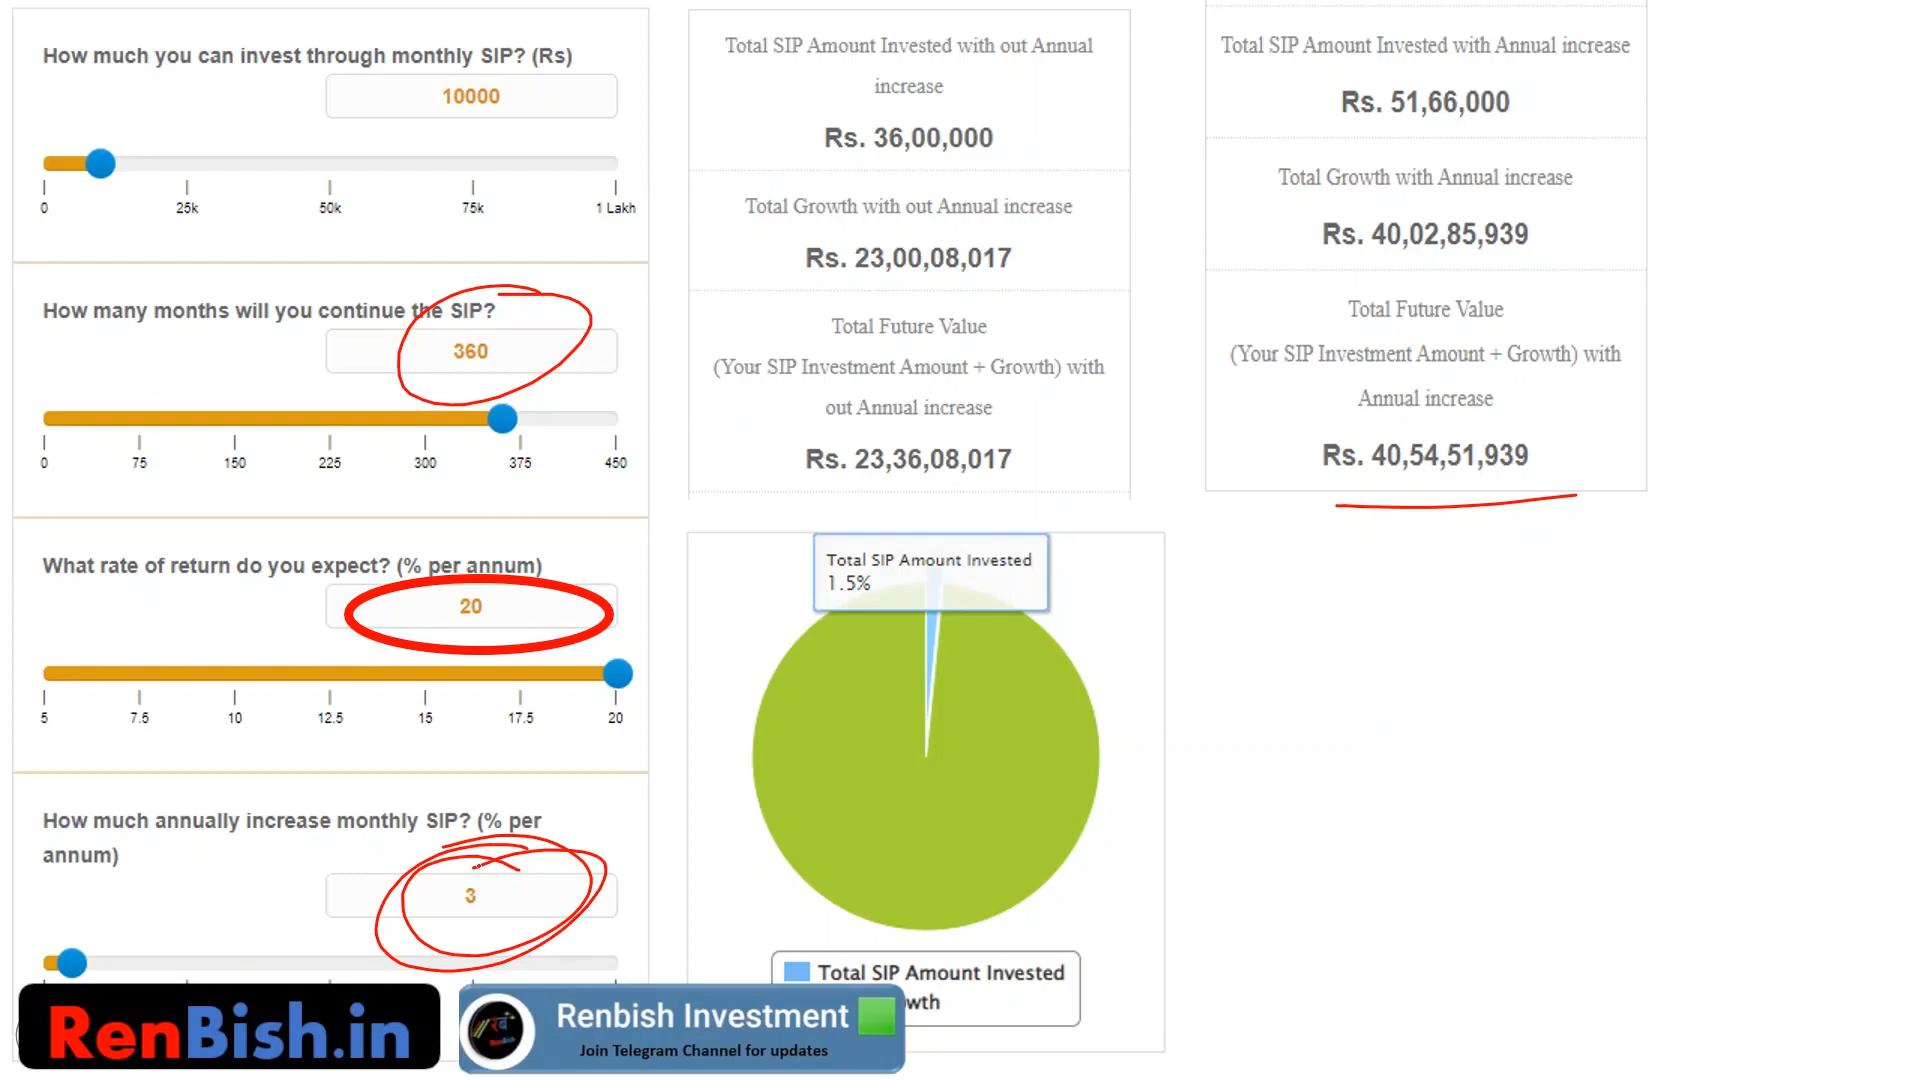 How much you can invest through monthly SIP? (Rs)
10000
0 25k 50k 75k 1 Lakh
How many months will you continue the SIP?
360
0 75 150 225 300 375 450
What rate of return do you expect? (% per annum)
20
5 7.5 10 12.5 15 17.5 20
How much annually increase monthly SIP? (% per
annum)
3
Total SIP Amount Invested with out Annual
increase
Rs. 36,00,000
Total Growth with out Annual increase
Rs. 23,00,08,017
Total Future Value
(Your SIP Investment Amount + Growth) with
out Annual increase
Rs. 23,36,08,017
Total SIP Amount Invested with Annual increase
Rs. 51,66,000
Total Growth with Annual increase
Rs. 40,02,85,939
Total Future Value
(Your SIP Investment Amount + Growth) with
Annual increase
Rs. 40,54,51,939
Total SIP Amount Invested
1.5%
Total SIP Amount Invested
wth
RenBish.in
Renbish Investment
Join Telegram Channel for updates